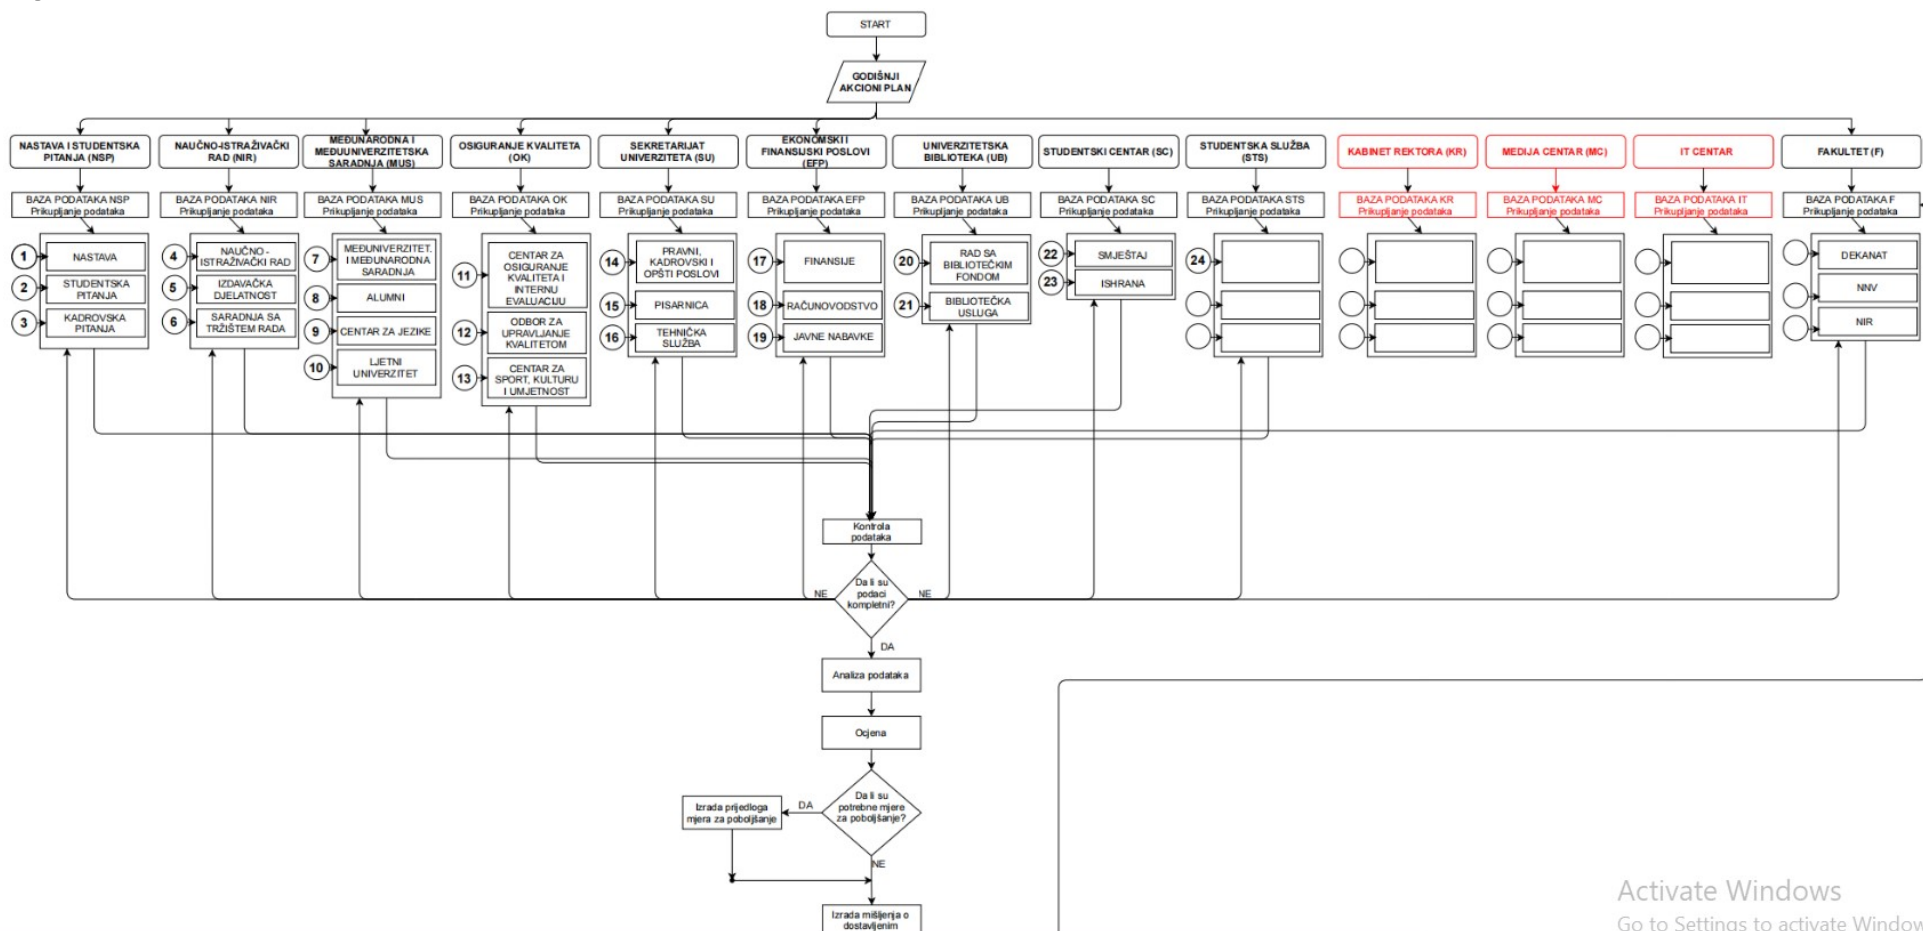 START
GODIŠNJI
AKCIONI PLAN
NASTAVA I STUDENTSKA
PITANJA (NSP)
NAUČNO-ISTRAŽIVAČKI
RAD (NIR)
MEĐUNARODNA I
MEĐUUNIVERZITETSKA
SARADNJA (MUS)
OSIGURANJE KVALITETA
(OK)
SEKRETARIJAT
UNIVERZITETA (SU)
EKONOMSKI I
FINANSIJSKI POSLOVI
(EFP)
UNIVERZITETSKA
BIBLIOTEKA (UB)
STUDENTSKI CENTAR (SC)
STUDENTSKA SLUŽBA
(STS)
KABINET REKTORA (KR)
MEDIJA CENTAR (MC)
IT CENTAR
FAKULTET (F)
BAZA PODATAKA NSP
Prikupljanje podataka
BAZA PODATAKA NIR
Prikupljanje podataka
BAZA PODATAKA MUS
Prikupljanje podataka
BAZA PODATAKA OK
Prikupljanje podataka
BAZA PODATAKA SU
Prikupljanje podataka
BAZA PODATAKA EFP
Prikupljanje podataka
BAZA PODATAKA UB
Prikupljanje podataka
BAZA PODATAKA SC
Prikupljanje podataka
BAZA PODATAKA STS
Prikupljanje podataka
BAZA PODATAKA KR
Prikupljanje podataka
BAZA PODATAKA MC
Prikupljanje podataka
BAZA PODATAKA IT
Prikupljanje podataka
BAZA PODATAKA F
Prikupljanje podataka
1
NASTAVA
2
STUDENTSKA
PITANJA
3
KADROVSKA
PITANJA
4
NAUČNO -
ISTRAŽIVAČKI RAD
5
IZDAVAČKA
DJELATNOST
6
SARADNJA SA
TRŽIŠTEM RADA
7
MEĐUNIVERZITET.
I MEĐUNARODNA
SARADNJA
8
ALUMNI
9
CENTAR ZA JEZIKE
10
LJETNI
UNIVERZITET
11
CENTAR ZA
OSIGURANJE
KVALITETA I
INTERNU
EVALUACIJU
12
ODBOR ZA
UPRAVLJANJE
KVALITETOM
13
CENTAR ZA
SPORT, KULTURU
I UMJETNOST
14
PRAVNI,
KADROVSKI I
OPŠTI POSLOVI
15
PISARNICA
16
TEHNIČKA
SLUŽBA
17
FINANSIJE
18
RAČUNOVODSTVO
19
JAVNE NABAVKE
20
RAD SA
BIBLIOTEČKIM
FONDOM
21
BIBLIOTEČKA
USLUGA
22
SMJEŠTAJ
23
ISHRANA
24
DEKANAT
NNV
NIR
Kontrola
podataka
Da li su
podaci
kompletni?
NE
NE
DA
Analiza podataka
Ocjena
Da li su
potrebne mjere
za poboljšanje?
DA
Izrada prijedloga
mjera za poboljšanje
NE
Izrada mišljenja o
dostavljenim
Activate Windows
Go to Settings to activate Window